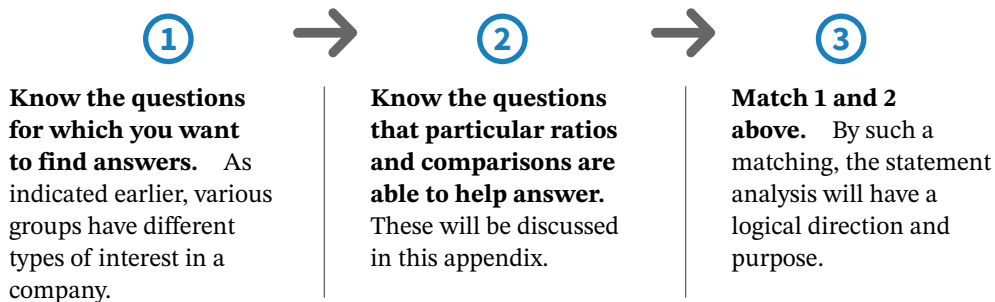 1
Know the questions
for which you want
to find answers. As
indicated earlier, various
groups have different
types of interest in a
company.
2
Know the questions
that particular ratios
and comparisons are
able to help answer.
These will be discussed
in this appendix.
3
Match 1 and 2
above. By such a
matching, the statement
analysis will have a
logical direction and
purpose.